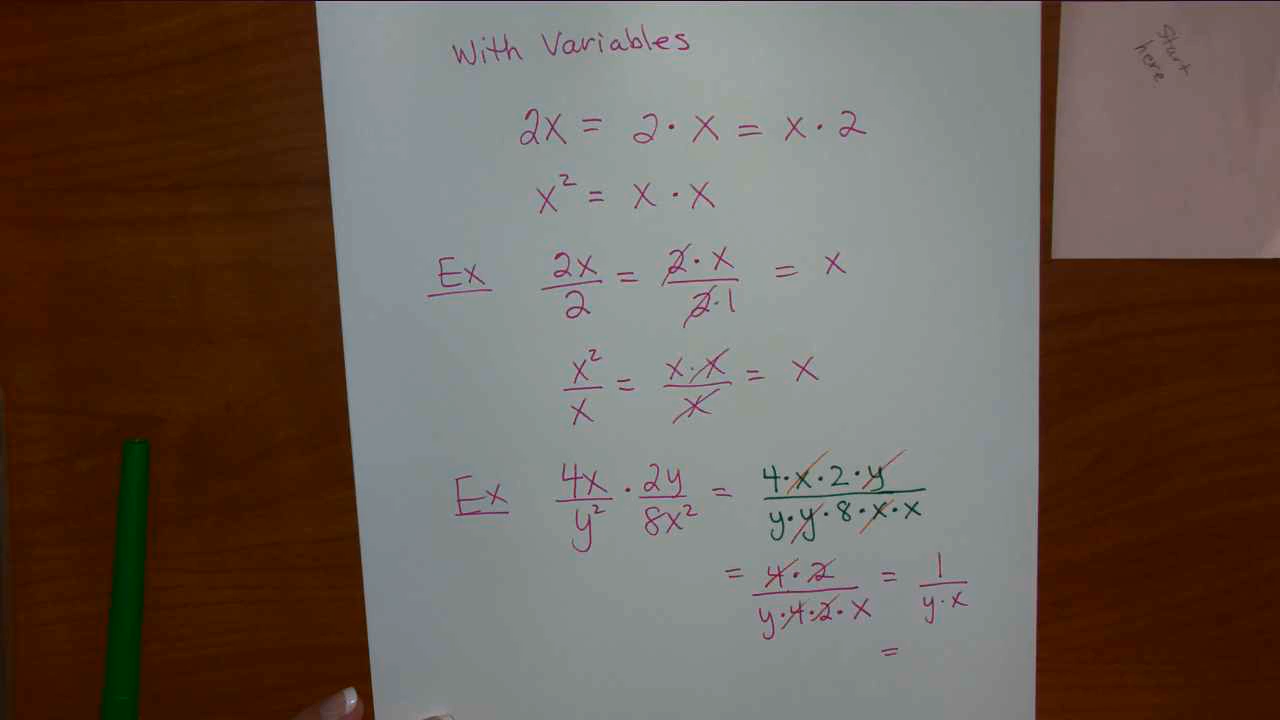 With Variables
2x = 2 · x = x · 2
x² = x · x
Ex 2x/2 = 2·x/2·1 = x
x²/x = x·x/x = x
Ex 4x/y² · 2y/8x² = 4·x·2·y/y·y·8·x·x
= 4·2/y·4·2·x = 1/y·x
=
Start
here